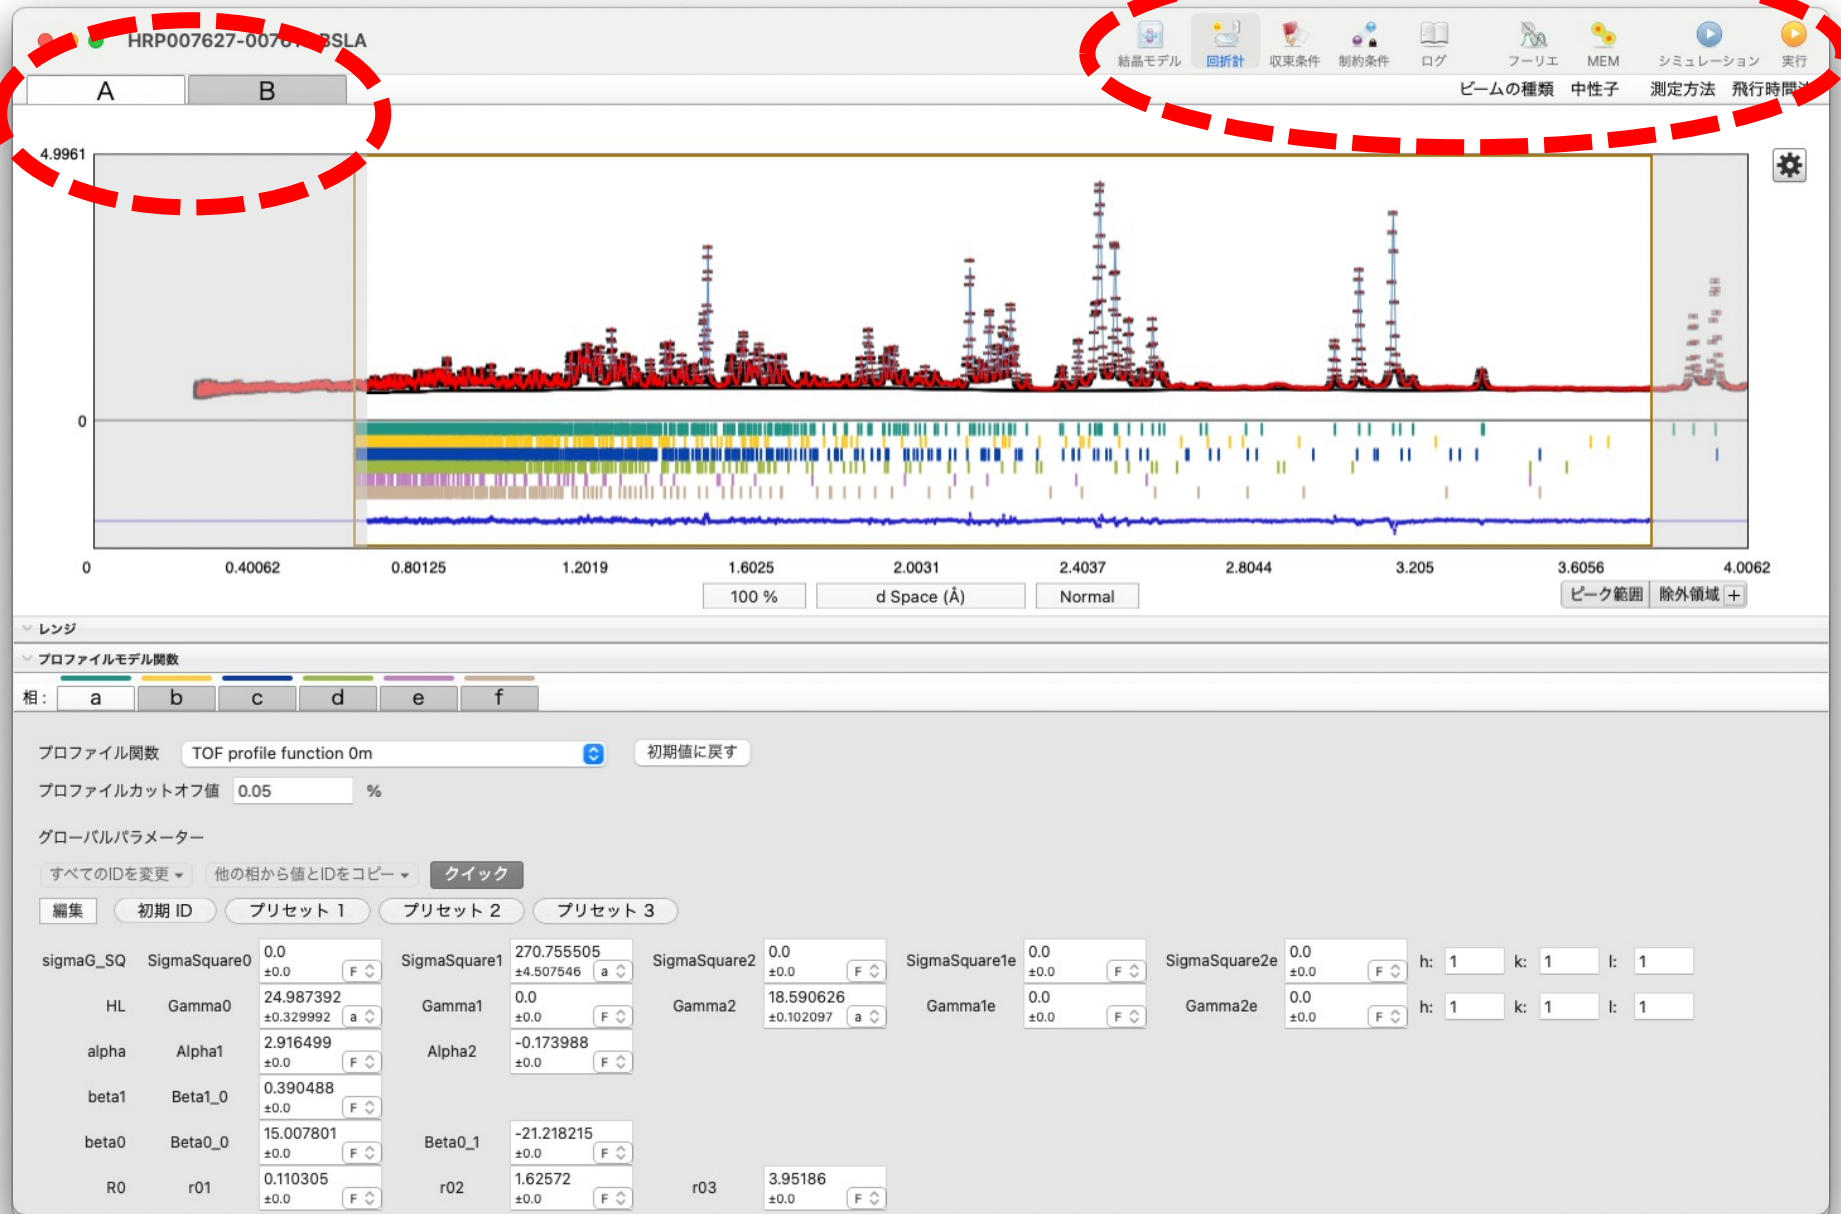 HRP007627-00761 BSLA
結晶モデル 回折計 収束条件 制約条件 ログ フーリエ MEM シミュレーション 実行
A B
ビームの種類 中性子 測定方法 飛行時間
4.9961
0
0 0.40062 0.80125 1.2019 1.6025 2.0031 2.4037 2.8044 3.205 3.6056 4.0062
100 % d Space (Å) Normal ピーク範囲 除外領域 +
レンジ
プロファイルモデル関数
相: a b c d e f
プロファイル関数 TOF profile function 0m 初期値に戻す
プロファイルカットオフ値 0.05 %
グローバルパラメーター
すべてのIDを変更 他の相から値とIDをコピー クイック
編集 初期 ID プリセット 1 プリセット 2 プリセット 3
sigmaG_SQ SigmaSquare0 0.0 ±0.0 F SigmaSquare1 270.755505 ±4.507546 a SigmaSquare2 0.0 ±0.0 F SigmaSquare1e 0.0 ±0.0 F SigmaSquare2e 0.0 ±0.0 F h: 1 k: 1 l: 1
HL Gamma0 24.987392 ±0.329992 a Gamma1 0.0 ±0.0 F Gamma2 18.590626 ±0.102097 a Gamma1e 0.0 ±0.0 F Gamma2e 0.0 ±0.0 F h: 1 k: 1 l: 1
alpha Alpha1 2.916499 ±0.0 F Alpha2 -0.173988 ±0.0 F
beta1 Beta1_0 0.390488 ±0.0 F
beta0 Beta0_0 15.007801 ±0.0 F Beta0_1 -21.218215 ±0.0 F
R0 r01 0.110305 ±0.0 F r02 1.62572 ±0.0 F r03 3.95186 ±0.0 F